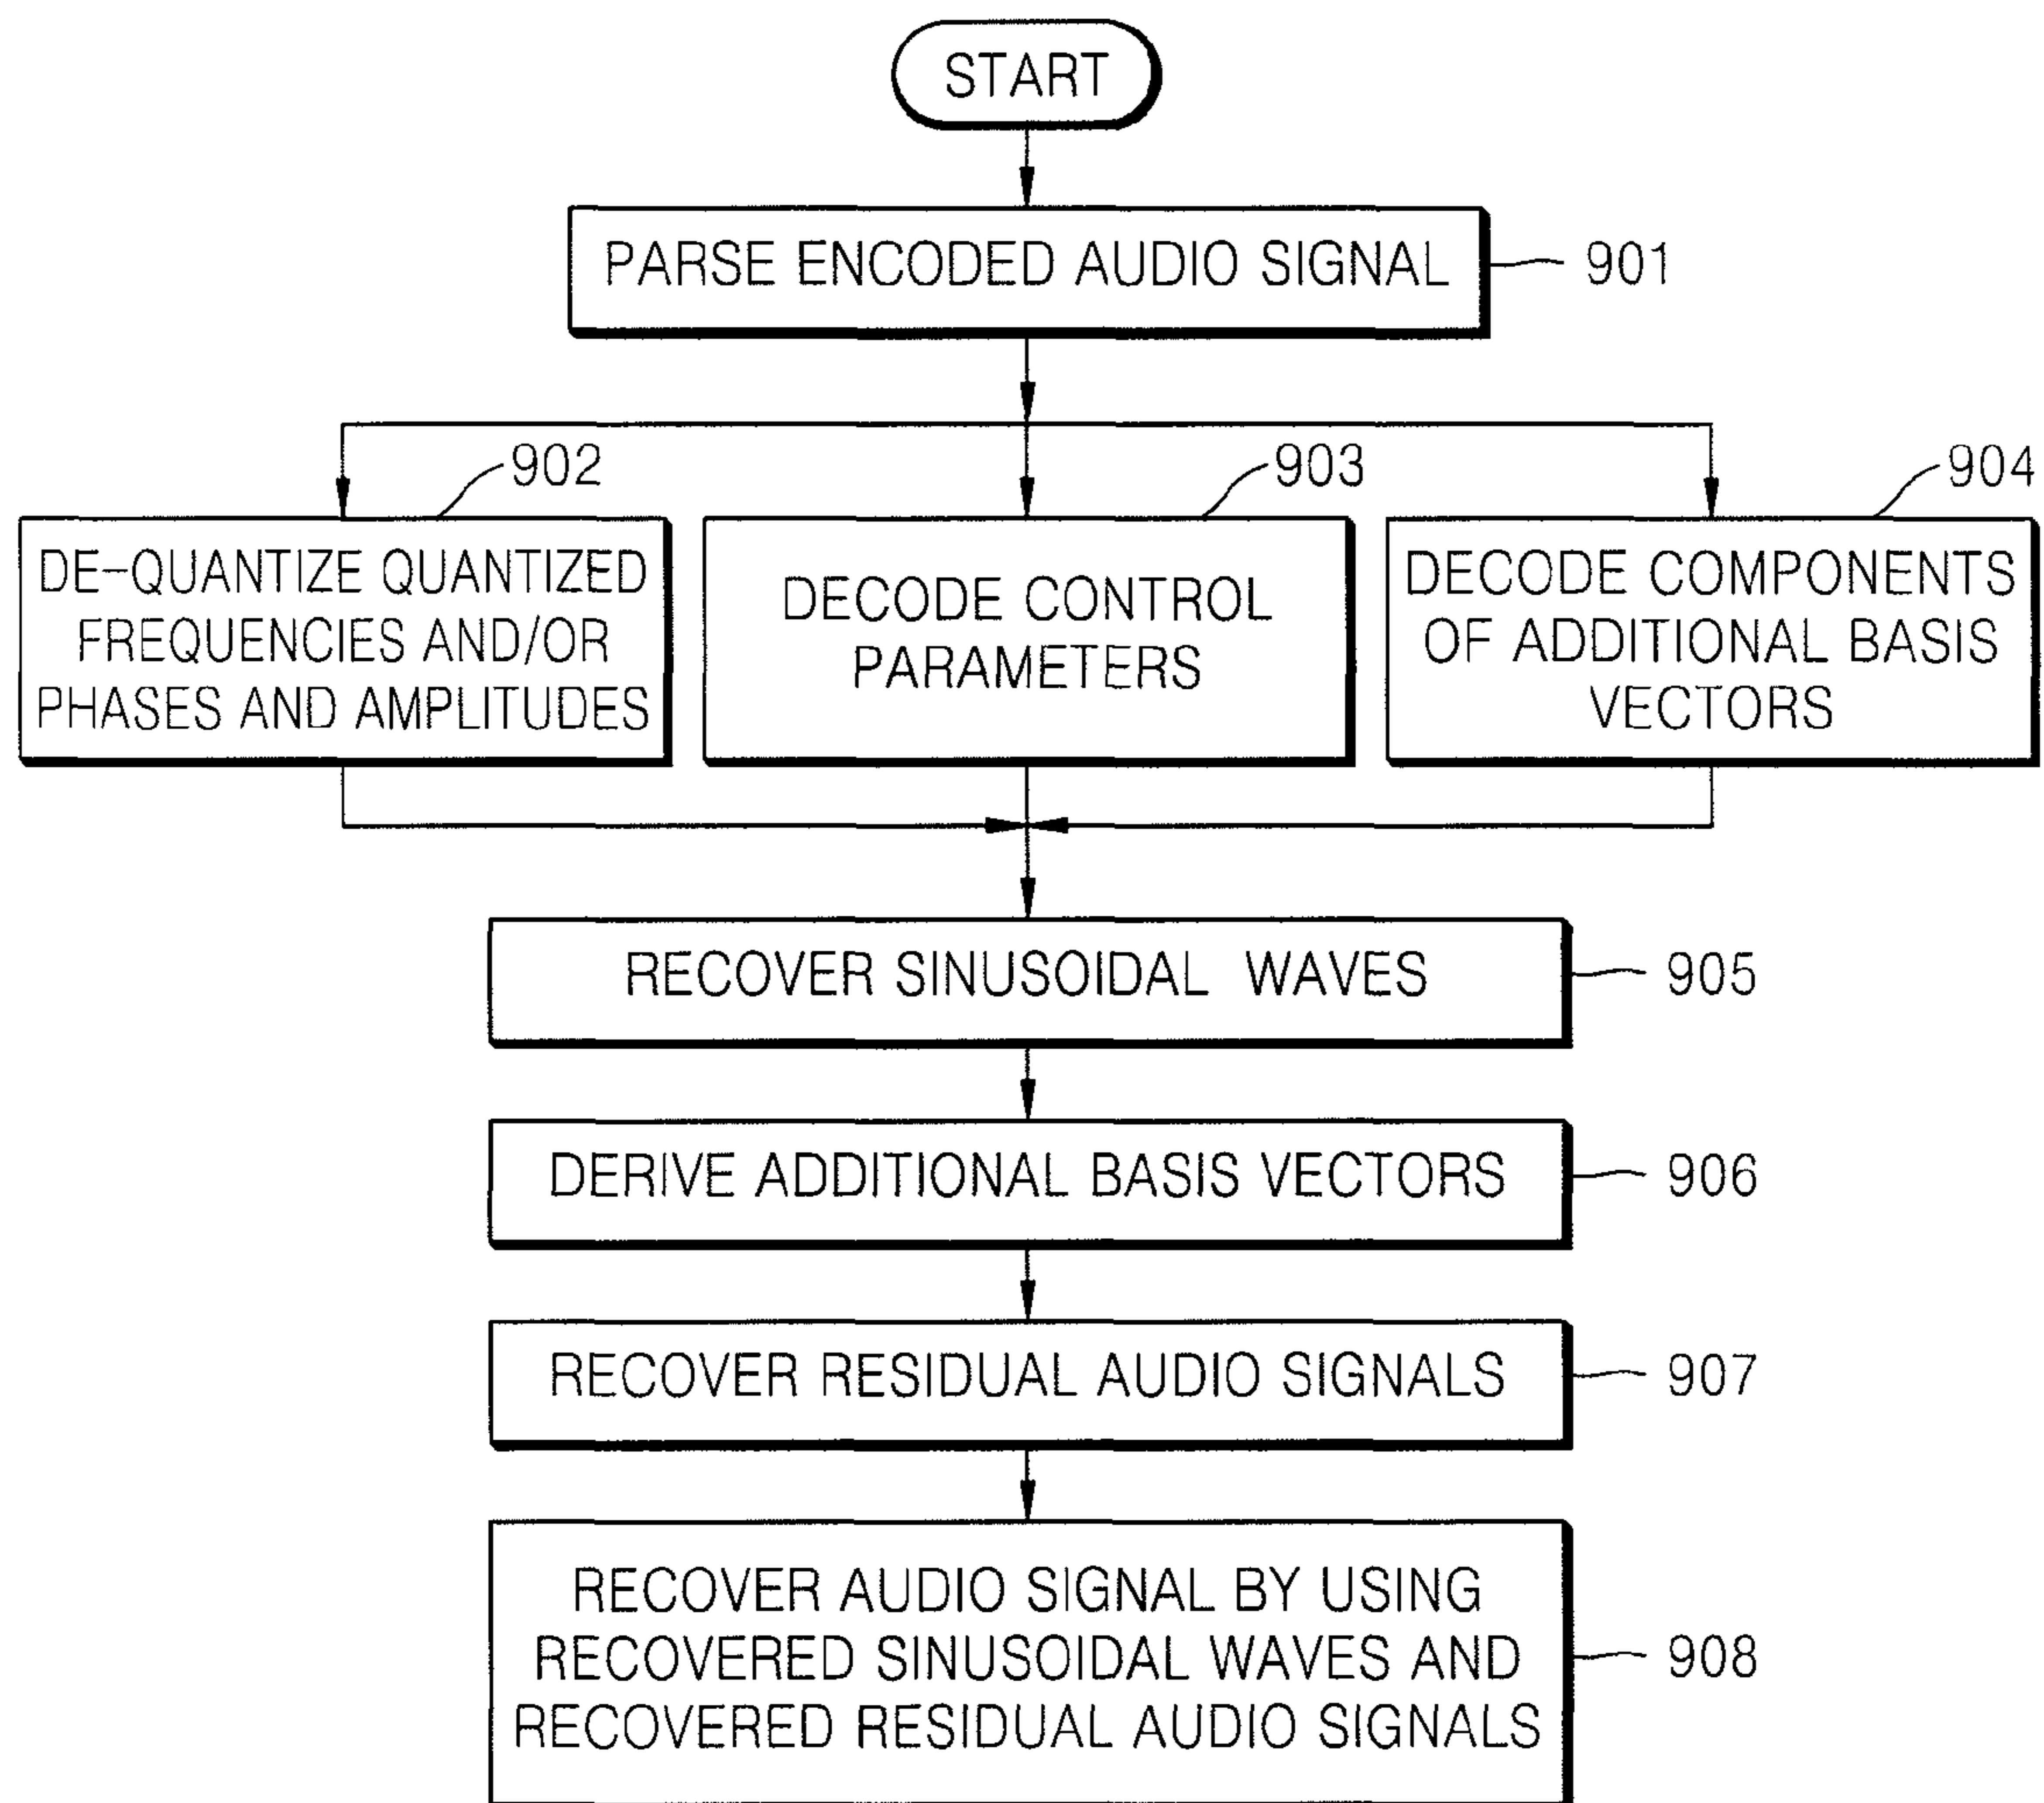 START
PARSE ENCODED AUDIO SIGNAL
901
902
903
904
DE-QUANTIZE QUANTIZED
FREQUENCIES AND/OR
PHASES AND AMPLITUDES
DECODE CONTROL
PARAMETERS
DECODE COMPONENTS
OF ADDITIONAL BASIS
VECTORS
RECOVER SINUSOIDAL WAVES
905
DERIVE ADDITIONAL BASIS VECTORS
906
RECOVER RESIDUAL AUDIO SIGNALS
907
RECOVER AUDIO SIGNAL BY USING
RECOVERED SINUSOIDAL WAVES AND
RECOVERED RESIDUAL AUDIO SIGNALS
908